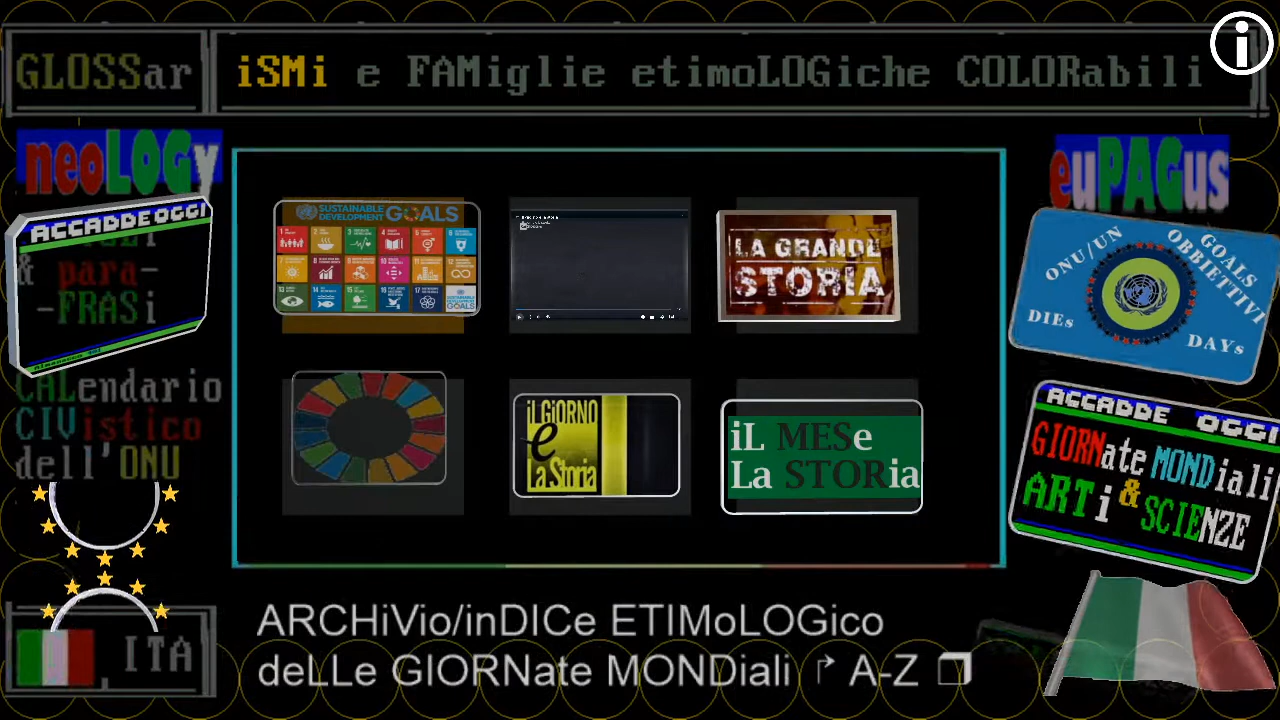 GLOSSar
iSMi e FAMiglie etimoLOGiche COLORabili
neoLOGy
euPAGus
ACCADDE OGGI
& para-
-FRASi
SUSTAINABLE
DEVELOPMENT GOALS
LA GRANDE
STORIA
ONU/UN
GOALS
OBBIETTIVI
DIEs
DAYs
CALendario
CIVistico
dell'ONU
iL GiORNO
e
La Storia
iL MESe
La STORia
ACCADDE OGGI
GIORNate MONDiali
ARTi & SCIENZE
ITA
ARCHiVio/inDICe ETIMoLOGico
deLLe GIORNate MONDiali A-Z